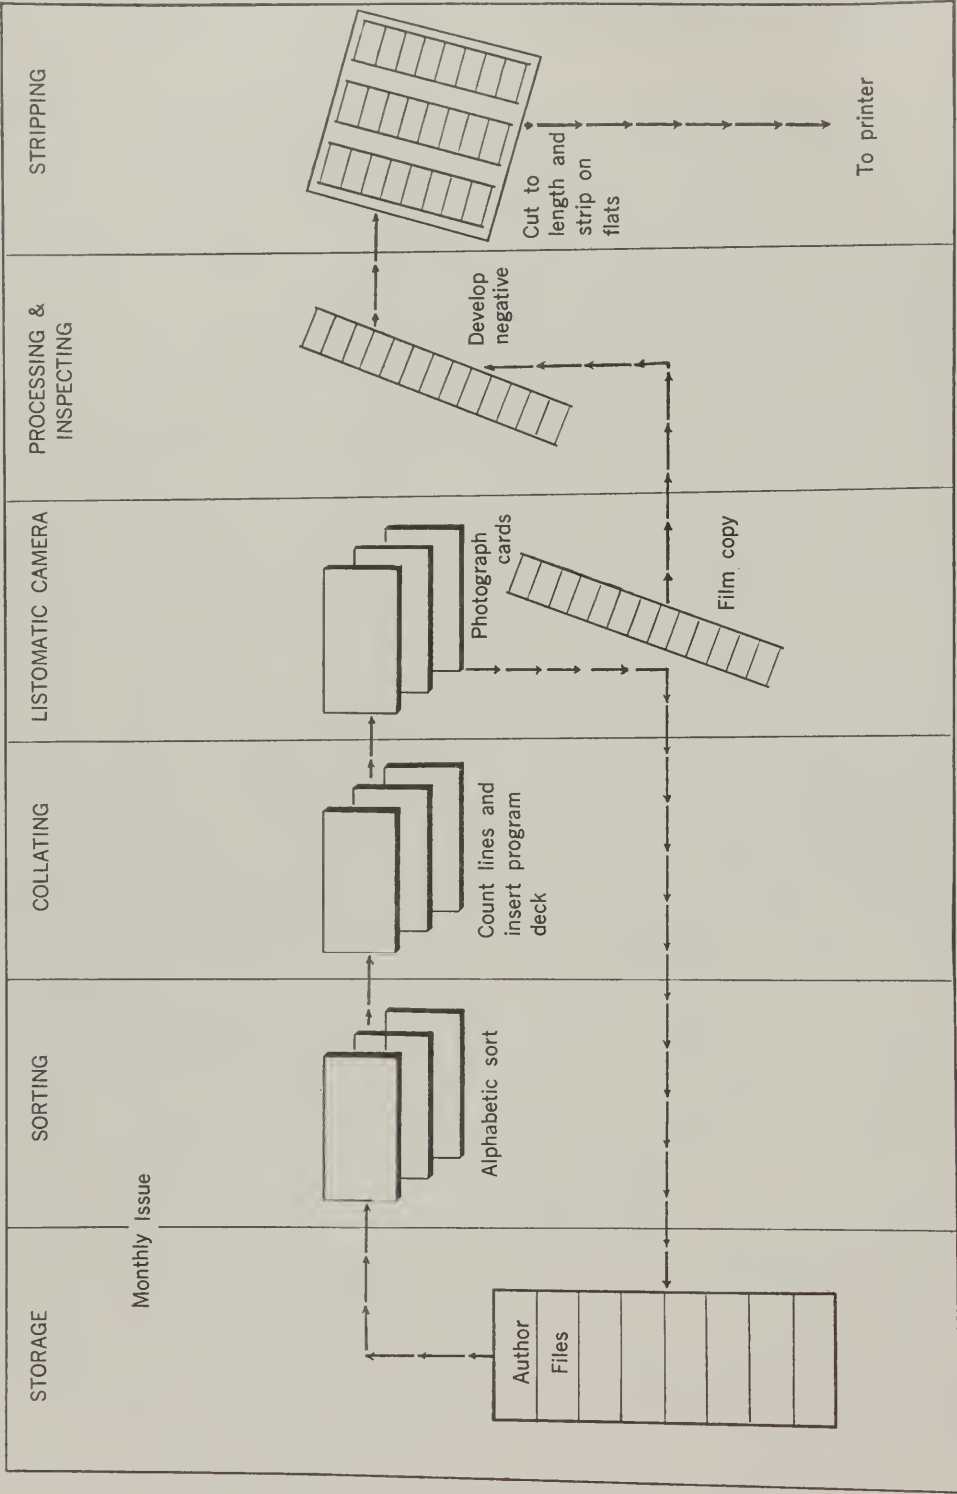 STORAGE
SORTING
COLLATING
LISTOMATIC CAMERA
PROCESSING &
INSPECTING
STRIPPING
Monthly Issue
Author
Files
Alphabetic sort
Count lines and
insert program
deck
Photograph
cards
Film copy
Develop
negative
Cut to
length and
strip on
flats
To printer